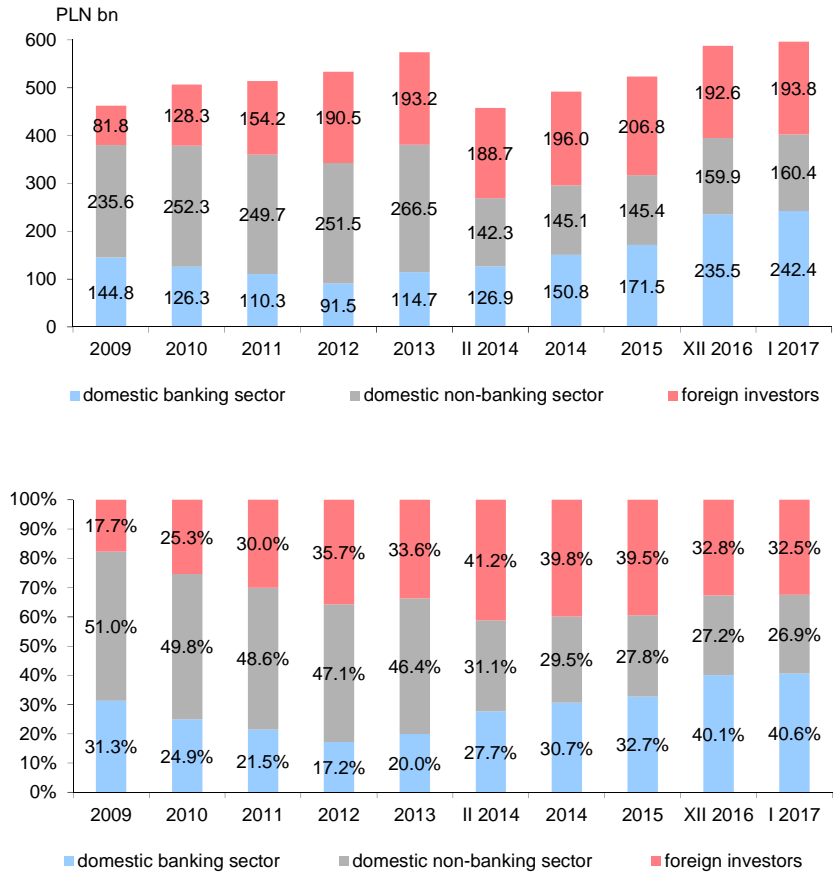 PLN bn
600
500
400
300
200
100
0
81.8 128.3 154.2 190.5 193.2 188.7 196.0 206.8 192.6 193.8
235.6 252.3 249.7 251.5 266.5 142.3 145.1 145.4 159.9 160.4
144.8 126.3 110.3 91.5 114.7 126.9 150.8 171.5 235.5 242.4
2009 2010 2011 2012 2013 II 2014 2014 2015 XII 2016 I 2017
domestic banking sector domestic non-banking sector foreign investors
100%
90%
80%
70%
60%
50%
40%
30%
20%
10%
0%
17.7% 25.3% 30.0% 35.7% 33.6% 41.2% 39.8% 39.5% 32.8% 32.5%
51.0% 49.8% 48.6% 47.1% 46.4% 31.1% 29.5% 27.8% 27.2% 26.9%
31.3% 24.9% 21.5% 17.2% 20.0% 27.7% 30.7% 32.7% 40.1% 40.6%
2009 2010 2011 2012 2013 II 2014 2014 2015 XII 2016 I 2017
domestic banking sector domestic non-banking sector foreign investors